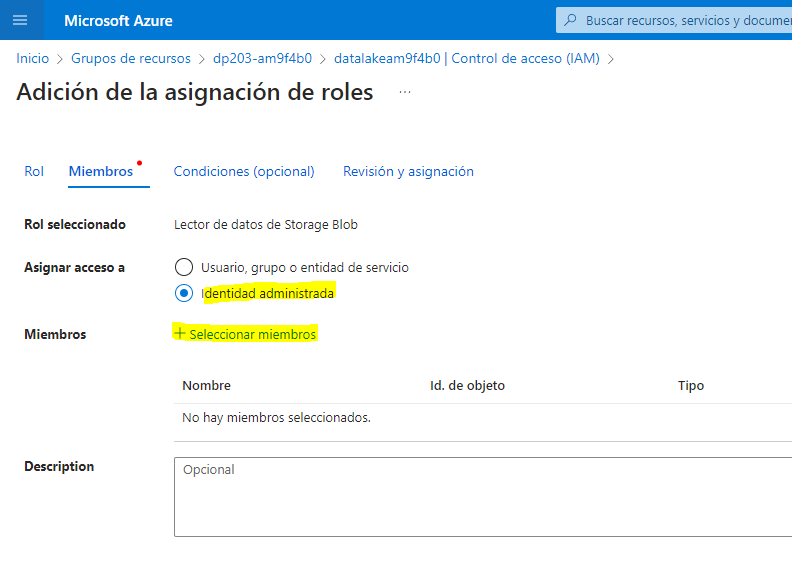 Microsoft Azure
Buscar recursos, servicios y documen
Inicio > Grupos de recursos > dp203-am9f4b0 > datalakeam9f4b0 | Control de acceso (IAM) >
Adición de la asignación de roles ...
Rol Miembros Condiciones (opcional) Revisión y asignación
Rol seleccionado Lector de datos de Storage Blob
Asignar acceso a Usuario, grupo o entidad de servicio
Identidad administrada
Miembros + Seleccionar miembros
Nombre Id. de objeto Tipo
No hay miembros seleccionados.
Description Opcional